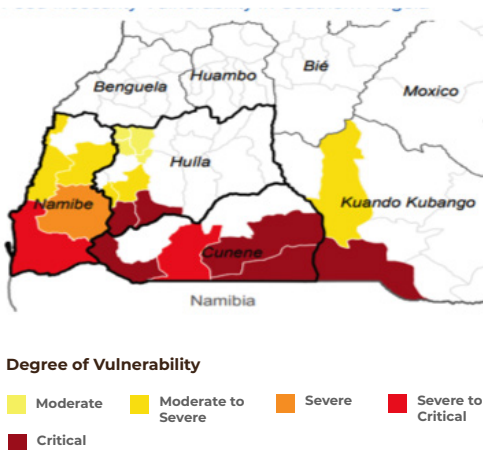 Benguela
Huambo
Bié
Moxico
Huíla
Namibe
Kuando Kubango
Cunene
Namibia
Degree of Vulnerability
Moderate
Moderate to
Severe
Severe
Severe to
Critical
Critical